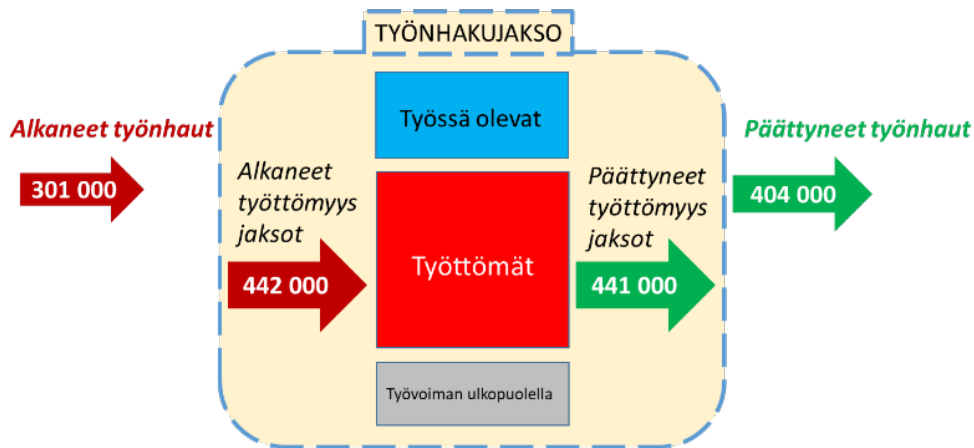 TYÖNHAKUJAKSO
Työssä olevat
Alkaneet työnhaut
301 000
Alkaneet
työttömyys
jaksot
442 000
Työttömät
Päättyneet
työttömyys
jaksot
441 000
Päättyneet työnhaut
404 000
Työvoiman ulkopuolella